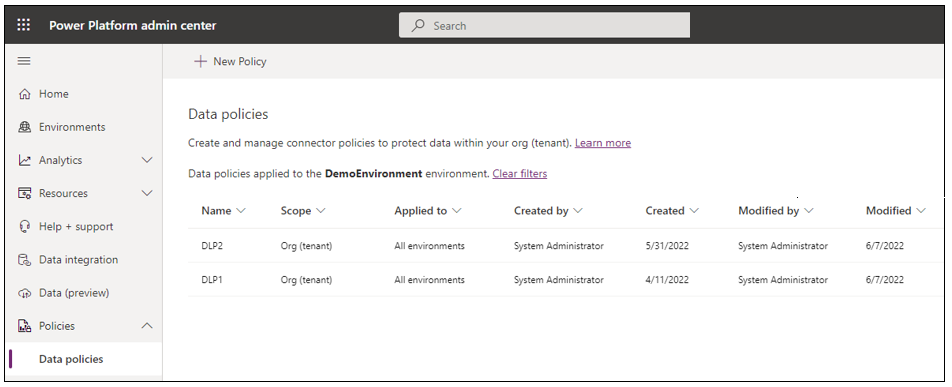 Power Platform admin center
Search
New Policy
Home
Environments
Analytics
Resources
Help + support
Data integration
Data (preview)
Policies
Data policies
Data policies
Create and manage connector policies to protect data within your org (tenant). Learn more
Data policies applied to the DemoEnvironment environment. Clear filters
Name Scope Applied to Created by Created Modified by Modified
DLP2 Org (tenant) All environments System Administrator 5/31/2022 System Administrator 6/7/2022
DLP1 Org (tenant) All environments System Administrator 4/11/2022 System Administrator 6/7/2022